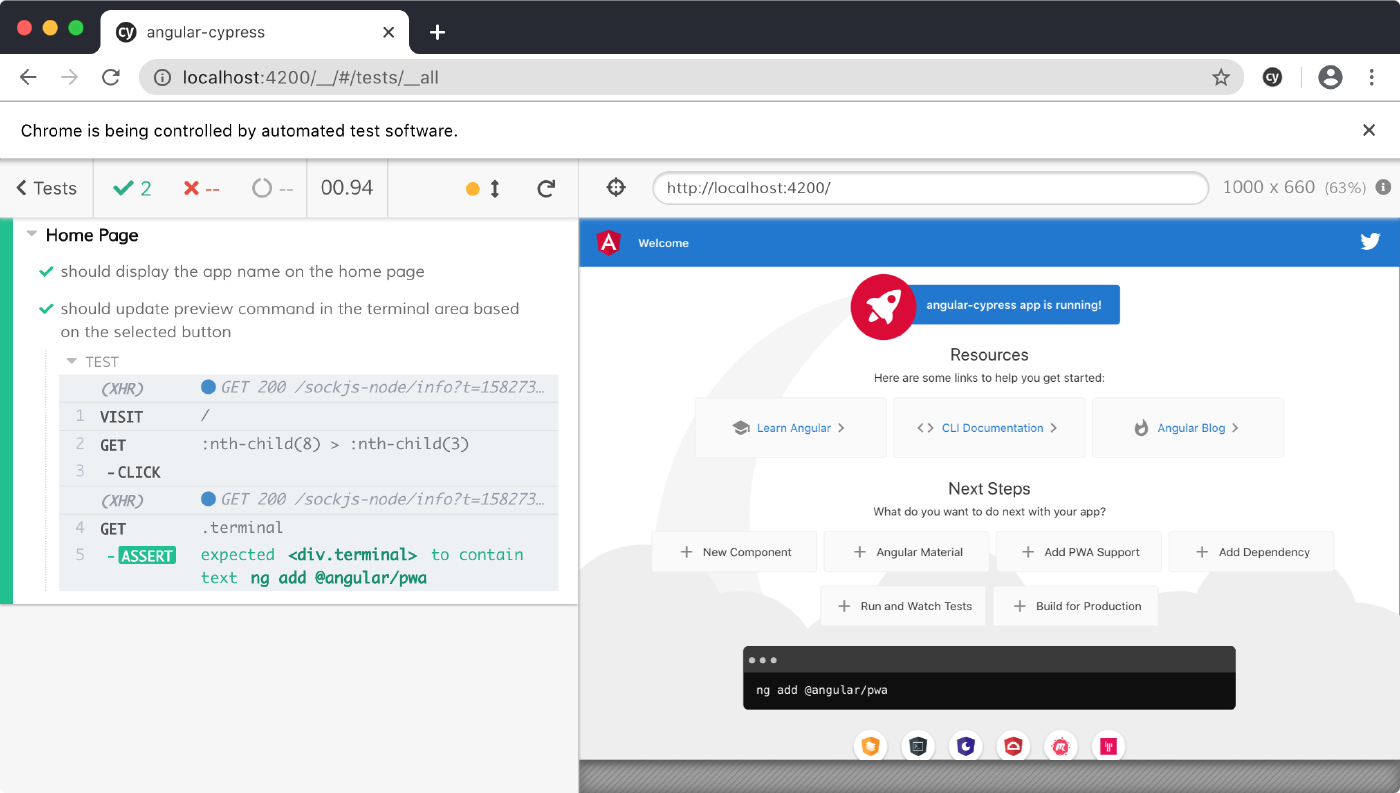 cy angular-cypress
localhost:4200/__/#/tests/__all
cy
Chrome is being controlled by automated test software.
Tests 2 -- -- 00.94
http://localhost:4200/ 1000 x 660 (63%)
Home Page
should display the app name on the home page
should update preview command in the terminal area based
on the selected button
TEST
(XHR) GET 200 /sockjs-node/info?t=158273…
1 VISIT /
2 GET :nth-child(8) > :nth-child(3)
3 -CLICK
(XHR) GET 200 /sockjs-node/info?t=158273…
4 GET .terminal
5 -ASSERT expected <div.terminal> to contain
text ng add @angular/pwa
A Welcome
angular-cypress app is running!
Resources
Here are some links to help you get started:
Learn Angular
CLI Documentation
Angular Blog
Next Steps
What do you want to do next with your app?
New Component
Angular Material
Add PWA Support
Add Dependency
Run and Watch Tests
Build for Production
ng add @angular/pwa